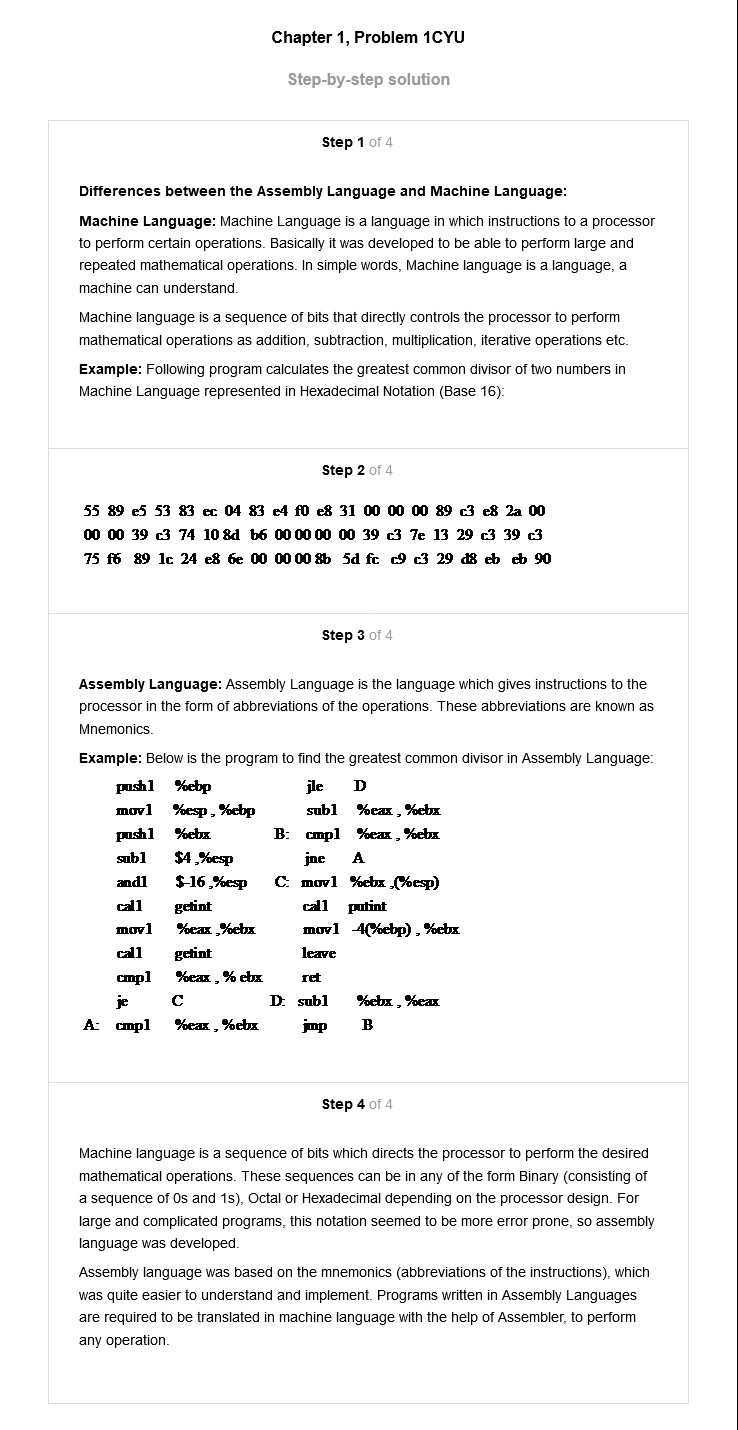 Chapter 1, Problem 1CYU
Step-by-step solution
Step 1 of 4
Differences between the Assembly Language and Machine Language:
Machine Language: Machine Language is a language in which instructions to a processor
to perform certain operations. Basically it was developed to be able to perform large and
repeated mathematical operations. In simple words, Machine language is a language, a
machine can understand.
Machine language is a sequence of bits that directly controls the processor to perform
mathematical operations as addition, subtraction, multiplication, iterative operations etc.
Example: Following program calculates the greatest common divisor of two numbers in
Machine Language represented in Hexadecimal Notation (Base 16):
Step 2 of 4
55 89 e5 53 83 ec 04 83 e4 f0 e8 31 00 00 00 89 c3 e8 2a 00
00 00 39 c3 74 10 8d b6 00 00 00 00 39 c3 7e 13 29 c3 39 c3
75 f6 89 1c 24 e8 6e 00 00 00 8b 5d fc c9 c3 29 d8 eb eb 90
Step 3 of 4
Assembly Language: Assembly Language is the language which gives instructions to the
processor in the form of abbreviations of the operations. These abbreviations are known as
Mnemonics.
Example: Below is the program to find the greatest common divisor in Assembly Language:
pushl %ebp jle D
movl %esp , %ebp subl %eax , %ebx
pushl %ebx B: cmpl %eax , %ebx
subl $4 ,%esp jne A
andl $-16 ,%esp C: movl %ebx ,(%esp)
call getint call putint
movl %eax ,%ebx movl -4(%ebp) , %ebx
call getint leave
cmpl %eax , % ebx ret
je C D: subl %ebx , %eax
A: cmpl %eax , %ebx jmp B
Step 4 of 4
Machine language is a sequence of bits which directs the processor to perform the desired
mathematical operations. These sequences can be in any of the form Binary (consisting of
a sequence of 0s and 1s), Octal or Hexadecimal depending on the processor design. For
large and complicated programs, this notation seemed to be more error prone, so assembly
language was developed.
Assembly language was based on the mnemonics (abbreviations of the instructions), which
was quite easier to understand and implement. Programs written in Assembly Languages
are required to be translated in machine language with the help of Assembler, to perform
any operation.